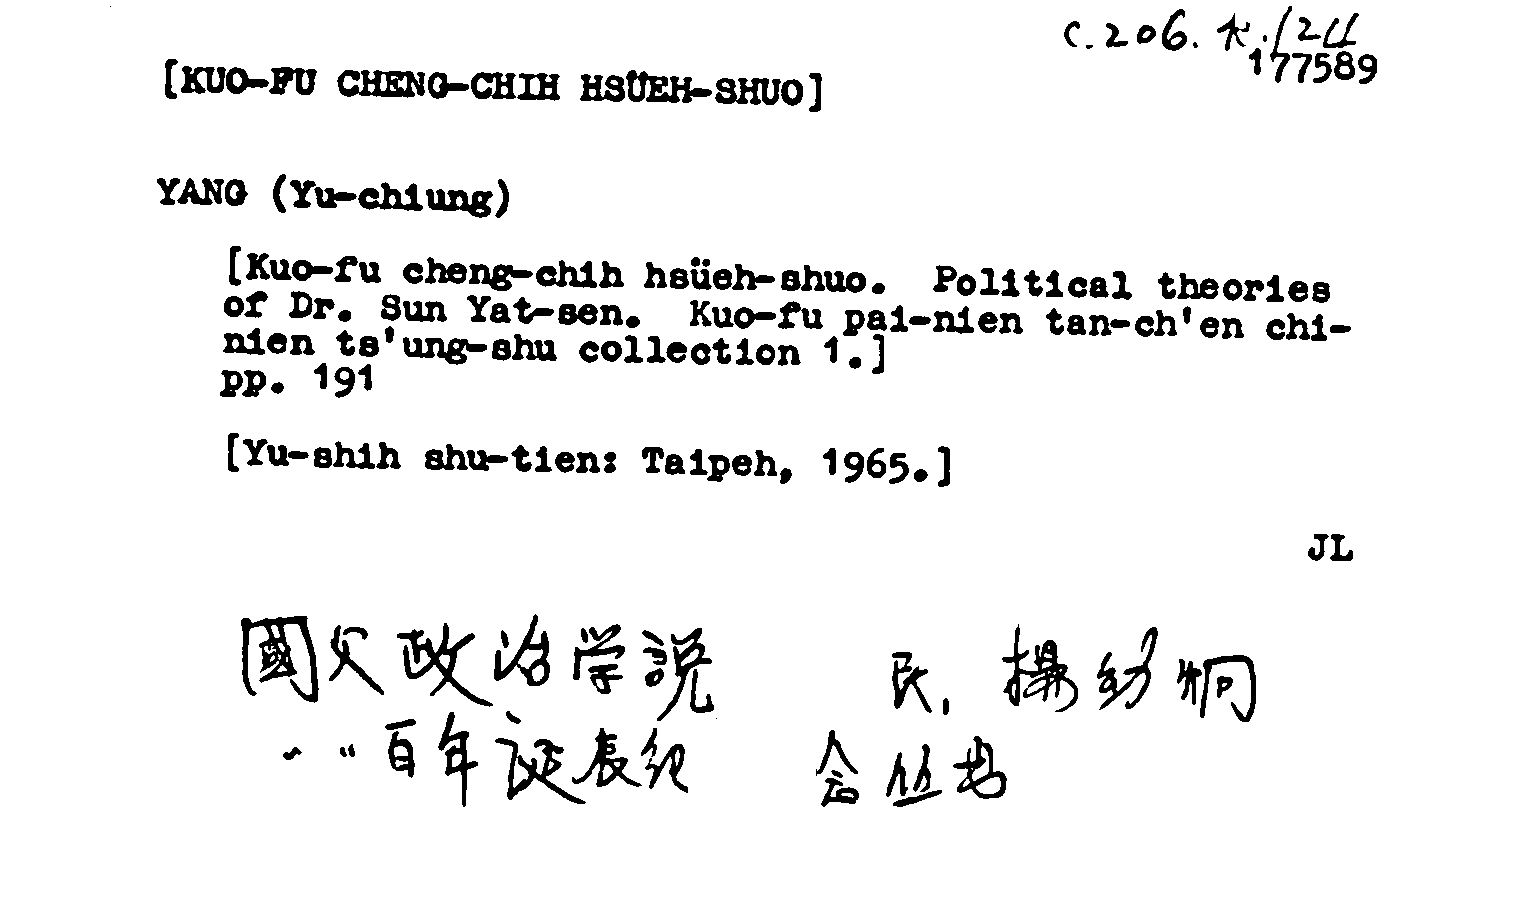 c.206.k.124
177589
[KUO-FU CHENG-CHIH HSÜEH-SHUO]
YANG (Yu-chiung)
[Kuo-fu cheng-chih hsüeh-shuo. Political theories
of Dr. Sun Yat-sen. Kuo-fu pai-nien tan-ch'en chi-
nien ts'ung-shu collection 1.]
pp. 191
[Yu-shih shu-tien: Taipeh, 1965.]
JL
國父政治学説 民. 楊幼炯
〃百年誕辰紀念丛書